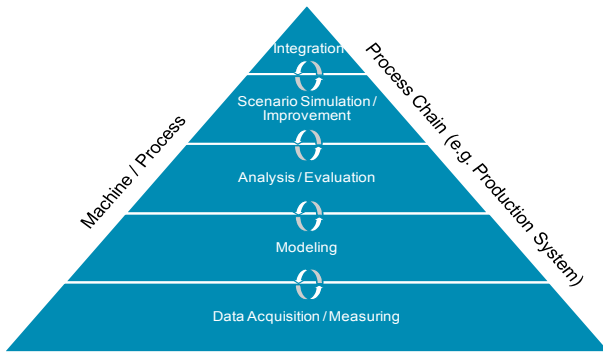 Integration
Scenario Simulation /
Improvement
Analysis / Evaluation
Modeling
Data Acquisition / Measuring
Machine / Process
Process Chain (e.g. Production System)